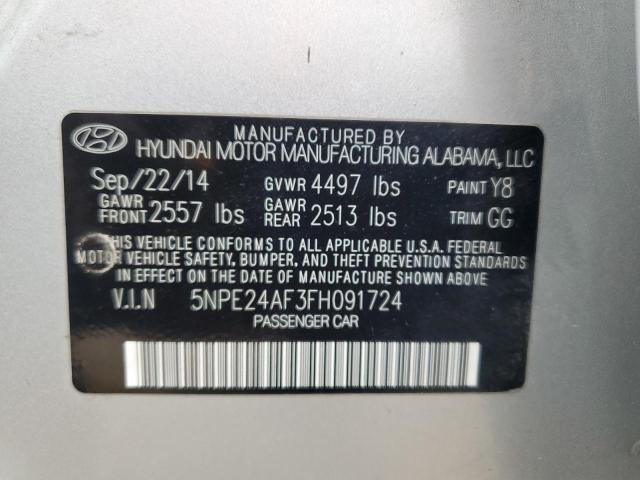 MANUFACTURED BY
HYUNDAI MOTOR MANUFACTURING ALABAMA, LLC
Sep/22/14 GVWR 4497 lbs PAINT Y8
GAWR FRONT 2557 lbs GAWR REAR 2513 lbs TRIM GG
THIS VEHICLE CONFORMS TO ALL APPLICABLE U.S.A. FEDERAL
MOTOR VEHICLE SAFETY, BUMPER, AND THEFT PREVENTION STANDARDS
IN EFFECT ON THE DATE OF MANUFACTURE SHOWN ABOVE
V.I.N 5NPE24AF3FH091724
PASSENGER CAR